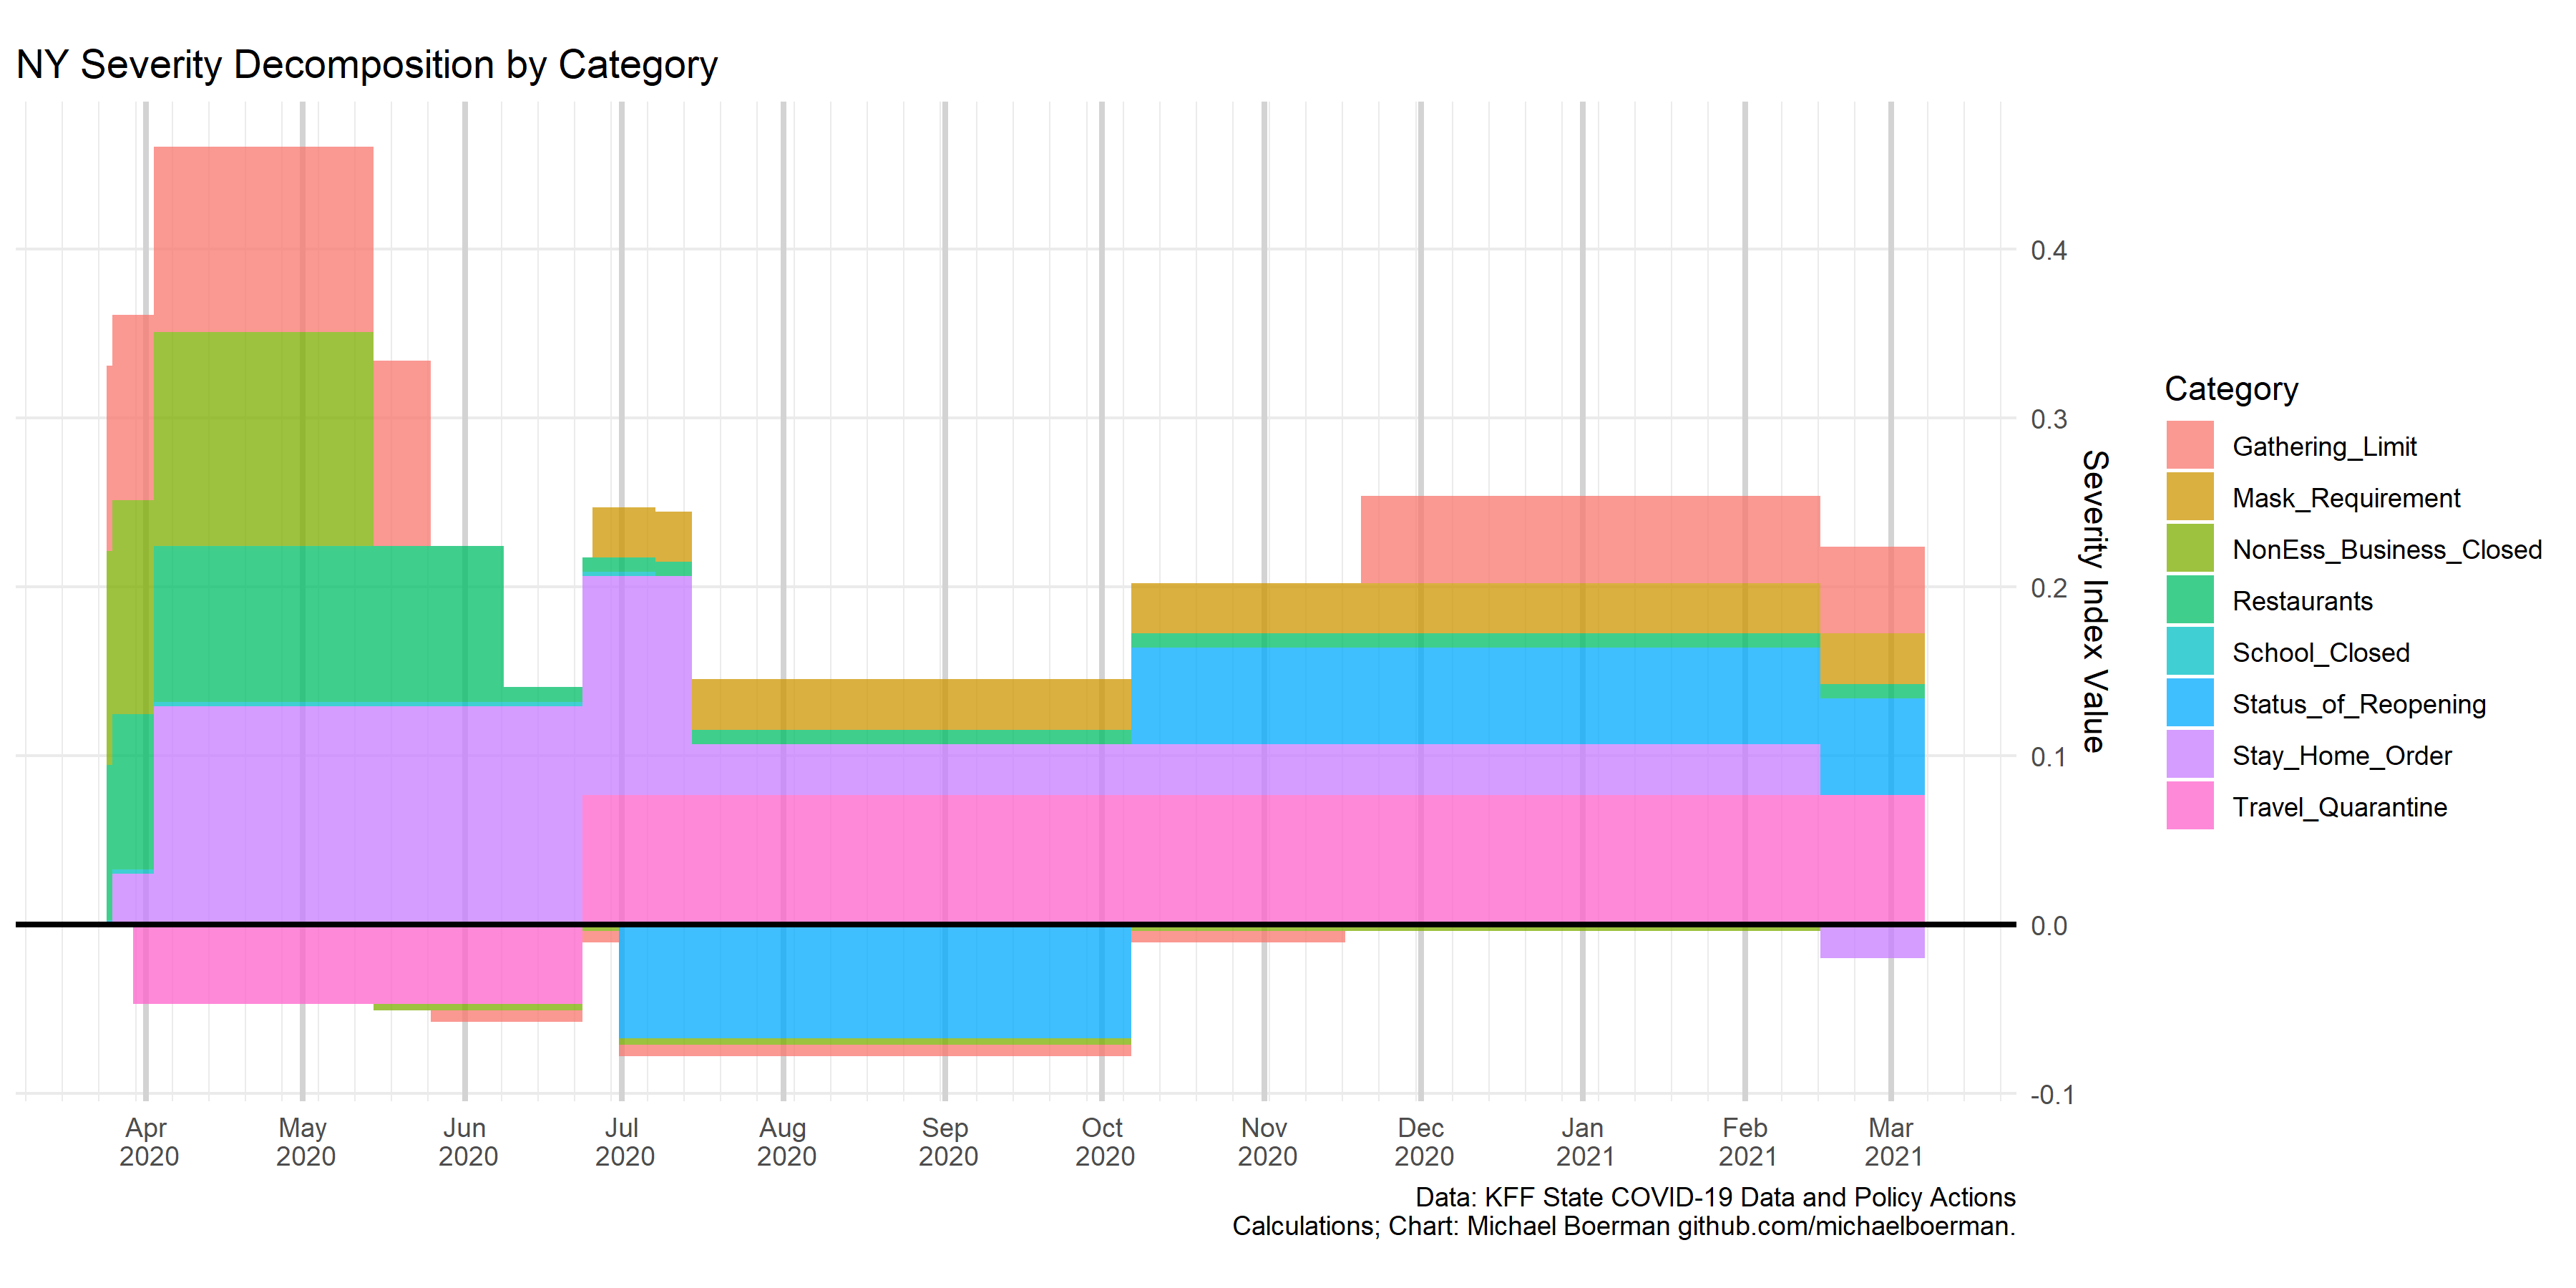 NY Severity Decomposition by Category
0.4
0.3
0.2
0.1
0.0
-0.1
Severity Index Value
Apr
2020
May
2020
Jun
2020
Jul
2020
Aug
2020
Sep
2020
Oct
2020
Nov
2020
Dec
2020
Jan
2021
Feb
2021
Mar
2021
Category
Gathering_Limit
Mask_Requirement
NonEss_Business_Closed
Restaurants
School_Closed
Status_of_Reopening
Stay_Home_Order
Travel_Quarantine
Data: KFF State COVID-19 Data and Policy Actions
Calculations; Chart: Michael Boerman github.com/michaelboerman.